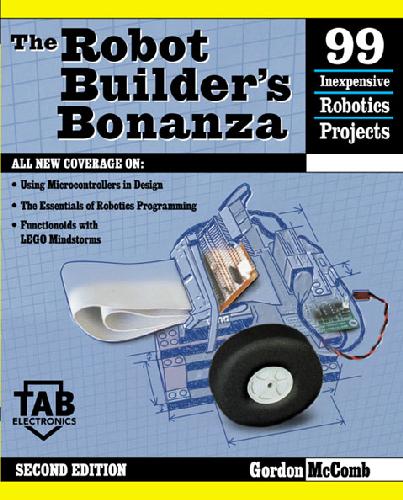 The Robot
Builder's
Bonanza
99
Inexpensive
Robotics
Projects
ALL NEW COVERAGE ON:
• Using Microcontrollers in Design
• The Essentials of Robotics Programming
• Functionoids with
LEGO Mindstorms
TAB
ELECTRONICS
SECOND EDITION
Gordon McComb